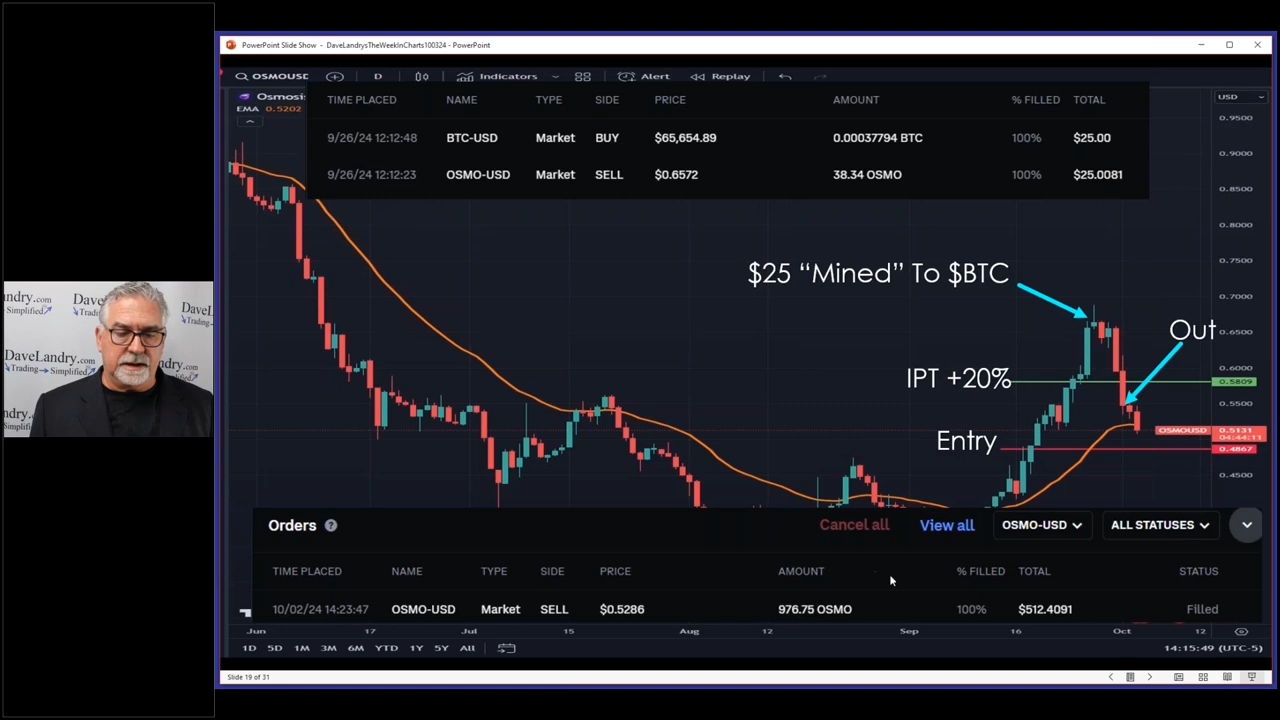 PowerPoint Slide Show - DaveLandrysTheWeekInCharts100324 - PowerPoint
OSMOUSD D Indicators Alert Replay
Osmosis USD
EMA 0.5202
TIME PLACED NAME TYPE SIDE PRICE AMOUNT % FILLED TOTAL
9/26/24 12:12:48 BTC-USD Market BUY $65,654.89 0.00037794 BTC 100% $25.00
9/26/24 12:12:23 OSMO-USD Market SELL $0.6572 38.34 OSMO 100% $25.0081
0.9500
0.9000
0.8500
0.8000
0.7500
$25 “Mined” To $BTC
0.7000
Out
0.6500
0.6000
IPT +20%
0.5809
0.5500
OSMOUSD 0.5131
04:44:11
Entry
0.4867
0.4500
Orders ? Cancel all View all OSMO-USD ALL STATUSES
TIME PLACED NAME TYPE SIDE PRICE AMOUNT % FILLED TOTAL STATUS
10/02/24 14:23:47 OSMO-USD Market SELL $0.5286 976.75 OSMO 100% $512.4091 Filled
Jun 17 Jul 15 Aug 12 Sep 16 Oct 12
1D 5D 1M 3M 6M YTD 1Y 5Y All 14:15:49 (UTC-5)
Slide 19 of 31
ndry.com
Simplified
DaveLandry.com
Trading Simplified